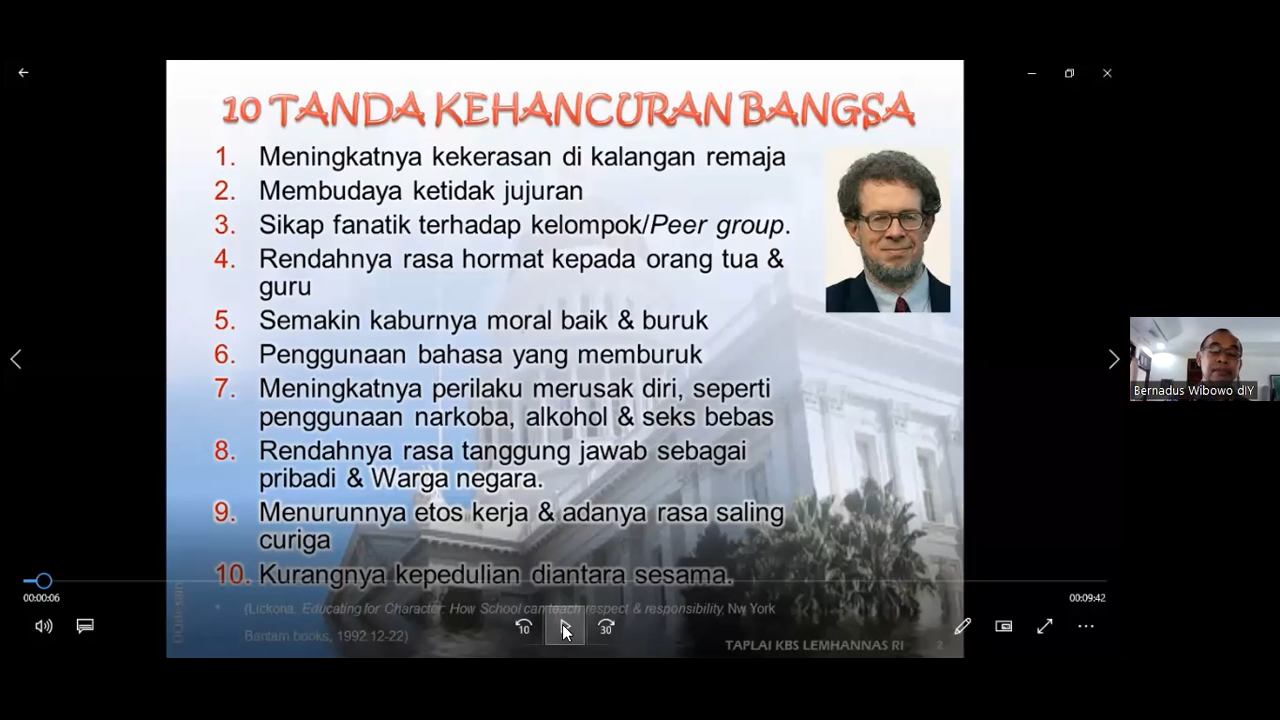 10 TANDA KEHANCURAN BANGSA
1. Meningkatnya kekerasan di kalangan remaja
2. Membudaya ketidak jujuran
3. Sikap fanatik terhadap kelompok/Peer group.
4. Rendahnya rasa hormat kepada orang tua &
guru
5. Semakin kaburnya moral baik & buruk
6. Penggunaan bahasa yang memburuk
7. Meningkatnya perilaku merusak diri, seperti
penggunaan narkoba, alkohol & seks bebas
8. Rendahnya rasa tanggung jawab sebagai
pribadi & Warga negara.
9. Menurunnya etos kerja & adanya rasa saling
curiga
10. Kurangnya kepedulian diantara sesama.
(Lickona. Educating for Character: How School can teach respect & responsibility, Nw York
Bantam books, 1992:12-22)
TAPLAI KBS LEMHANNAS RI 2
Bernadus Wibowo dIY
00:00:06
00:09:42
10
30